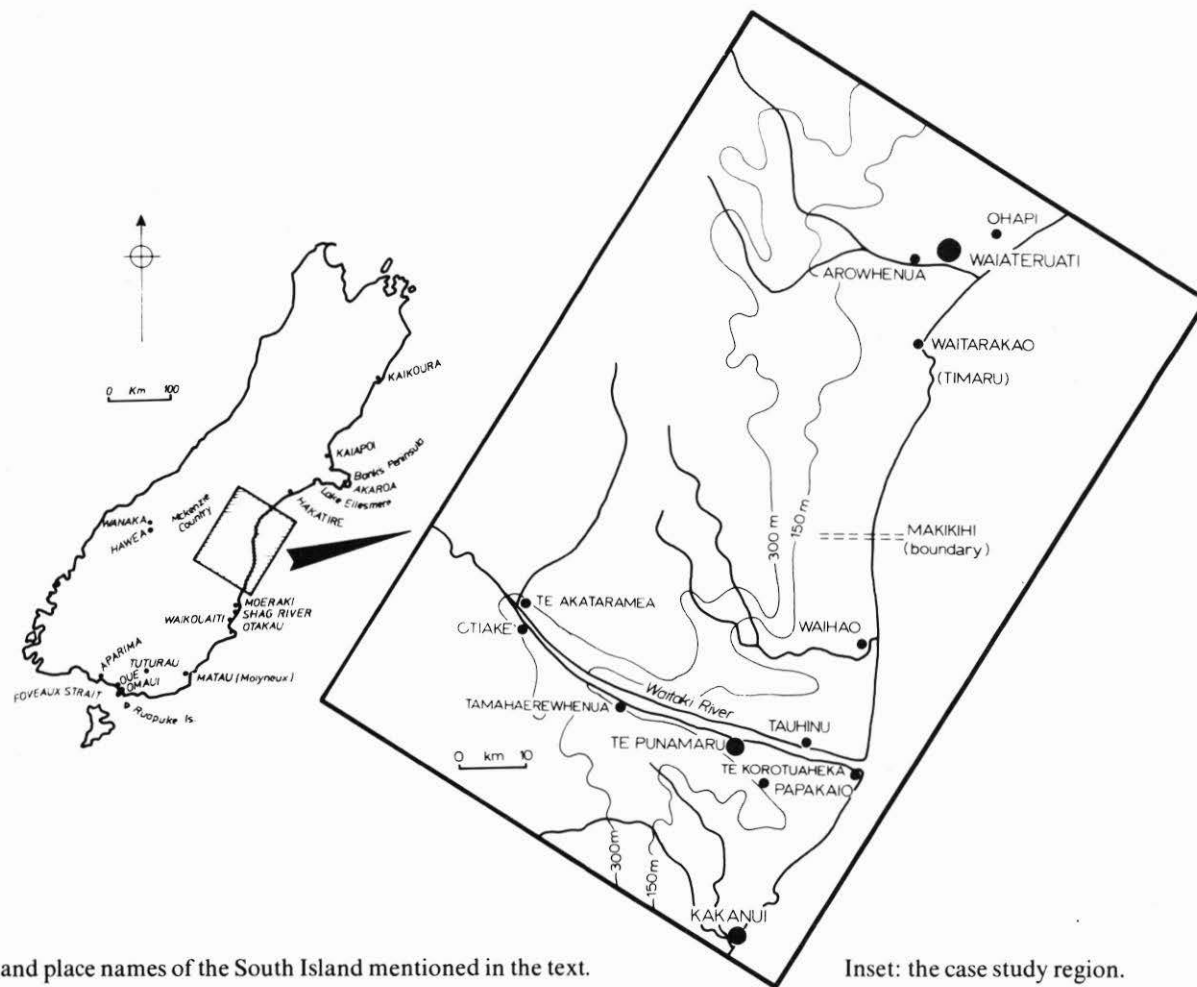 0 Km 100
KAIKOURA
KAIAPOI
Banks Peninsula
AKAROA
Lake Ellesmere
HAKATIRE
Mckenzie Country
WANAKA
HAWEA
MOERAKI
SHAG RIVER
WAIKOUAITI
OTAKAU
APARIMA
TUTURAU
OUE
OMAUI
MATAU (Molyneux)
FOVEAUX STRAIT
Ruapuke Is.
OHAPI
WAIATERUATI
AROWHENUA
WAITARAKAO
(TIMARU)
300m
150m
MAKIKIHI
(boundary)
TE AKATARAMEA
OTIAKE
WAIHAO
Waitaki River
TAMAHAEREWHENUA
TAUHINU
TE PUNAMARU
0 km 10
TE KOROTUAHEKA
PAPAKAIO
300m
150m
KAKANUI
and place names of the South Island mentioned in the text.
Inset: the case study region.